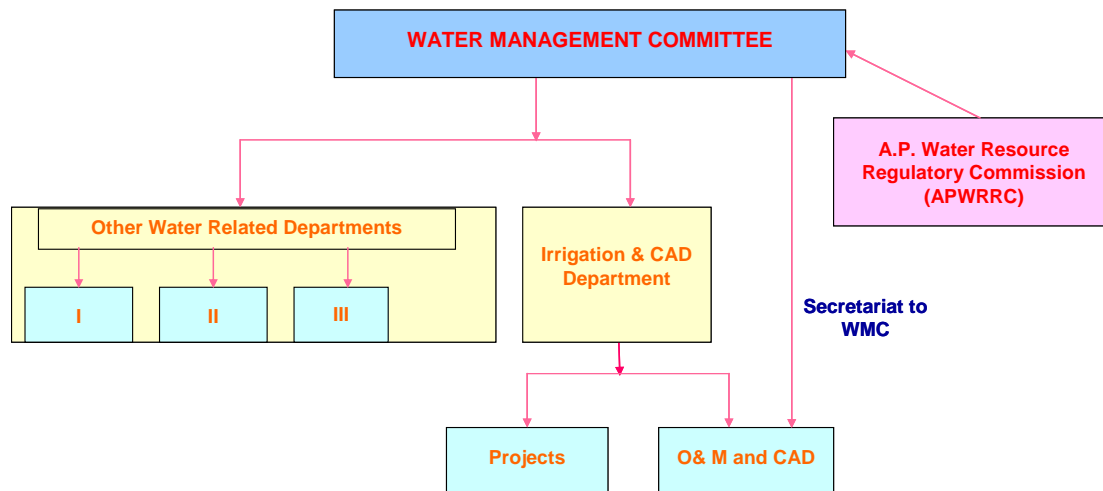 WATER MANAGEMENT COMMITTEE
A.P. Water Resource
Regulatory Commission
(APWRRC)
Other Water Related Departments
Irrigation & CAD
Department
I
II
III
Secretariat to
WMC
Projects
O& M and CAD